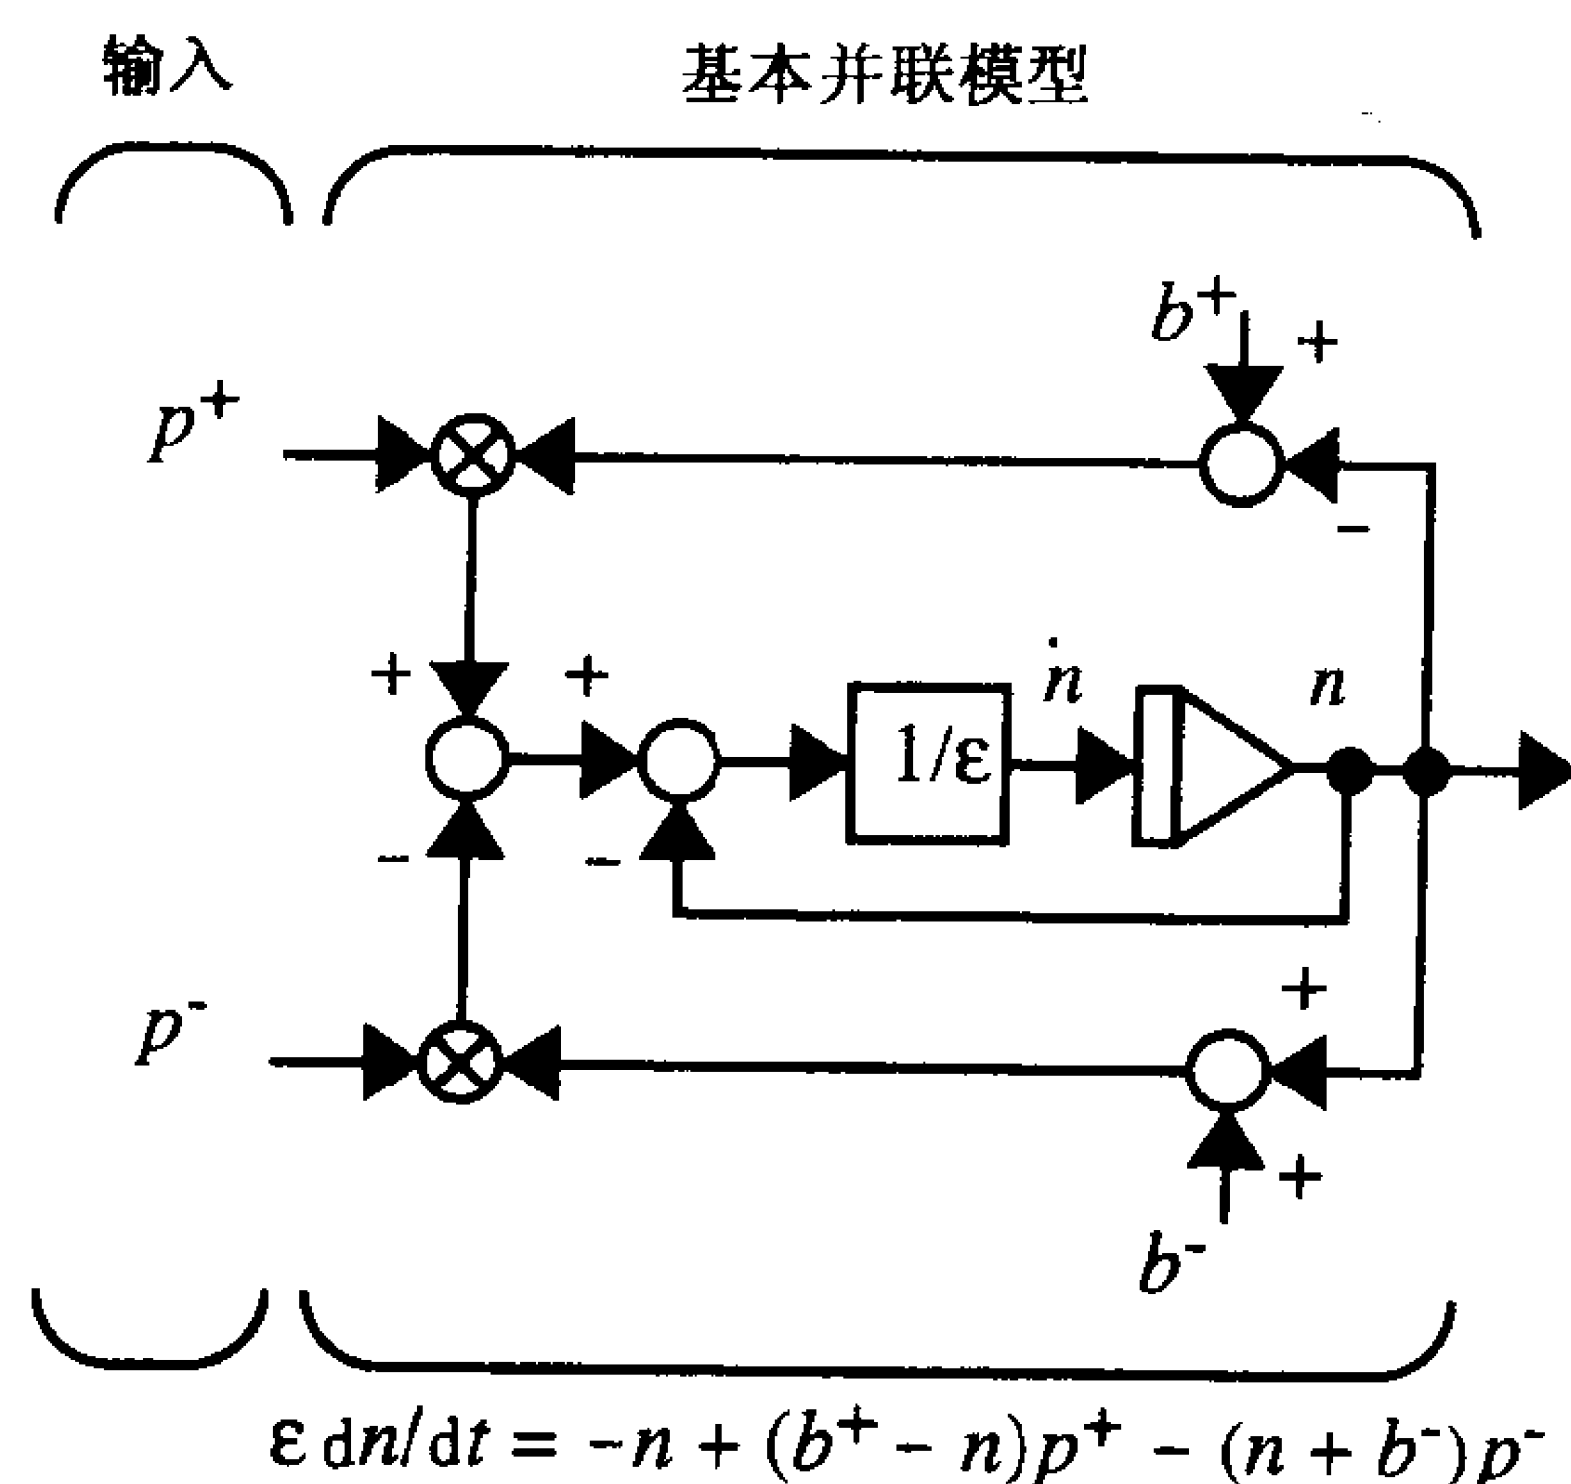 输入 基本并联模型
b⁺ +
p⁺
-
+ + ṅ n
1/ε
- -
p⁻ +
+
b⁻
ε dn/dt = -n + (b⁺ - n)p⁺ - (n + b⁻)p⁻